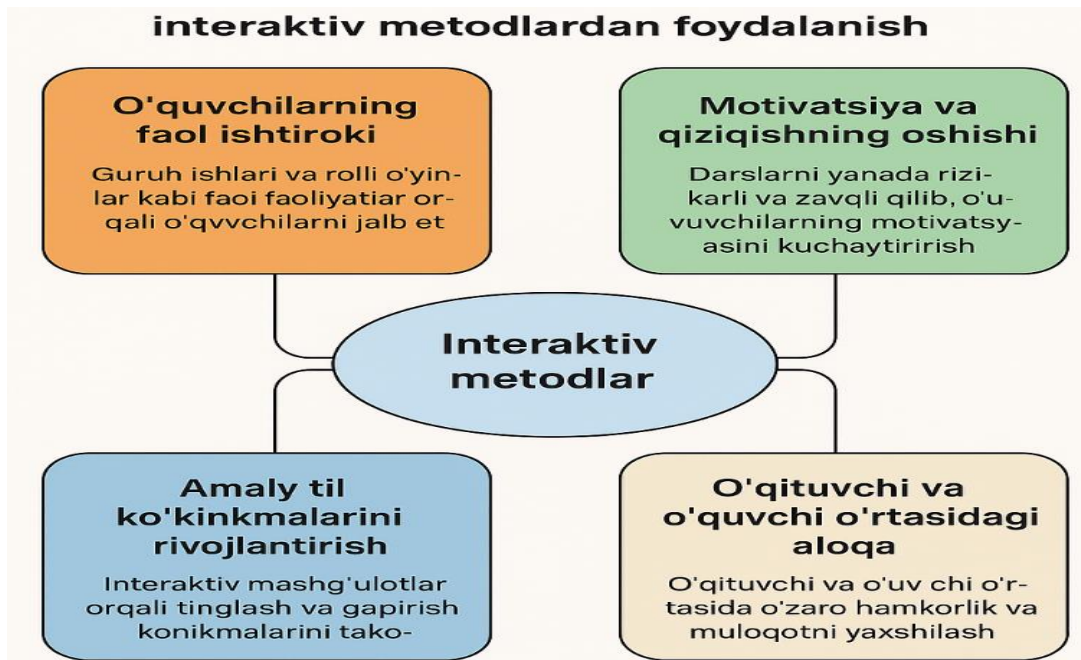 interaktiv metodlardan foydalanish
O'quvchilarning
faol ishtiroki
Guruh ishlari va rolli o'yin-
lar kabi faoi faoliyatiar or-
qali o'qvvchilarni jalb et
Motivatsiya va
qiziqishning oshishi
Darslarni yanada rizi-
karli va zavqli qilib, o'u-
vuvchilarning motivatsy-
asini kuchaytirirish
Interaktiv
metodlar
Amaly til
ko'kinkmalarini
rivojlantirish
Interaktiv mashg'ulotlar
orqali tinglash va gapirish
konikmalarini tako-
O'qituvchi va
o'quvchi o'rtasidagi
aloqa
O'qituvchi va o'uv chi o'r-
tasida o'zaro hamkorlik va
muloqotni yaxshilash